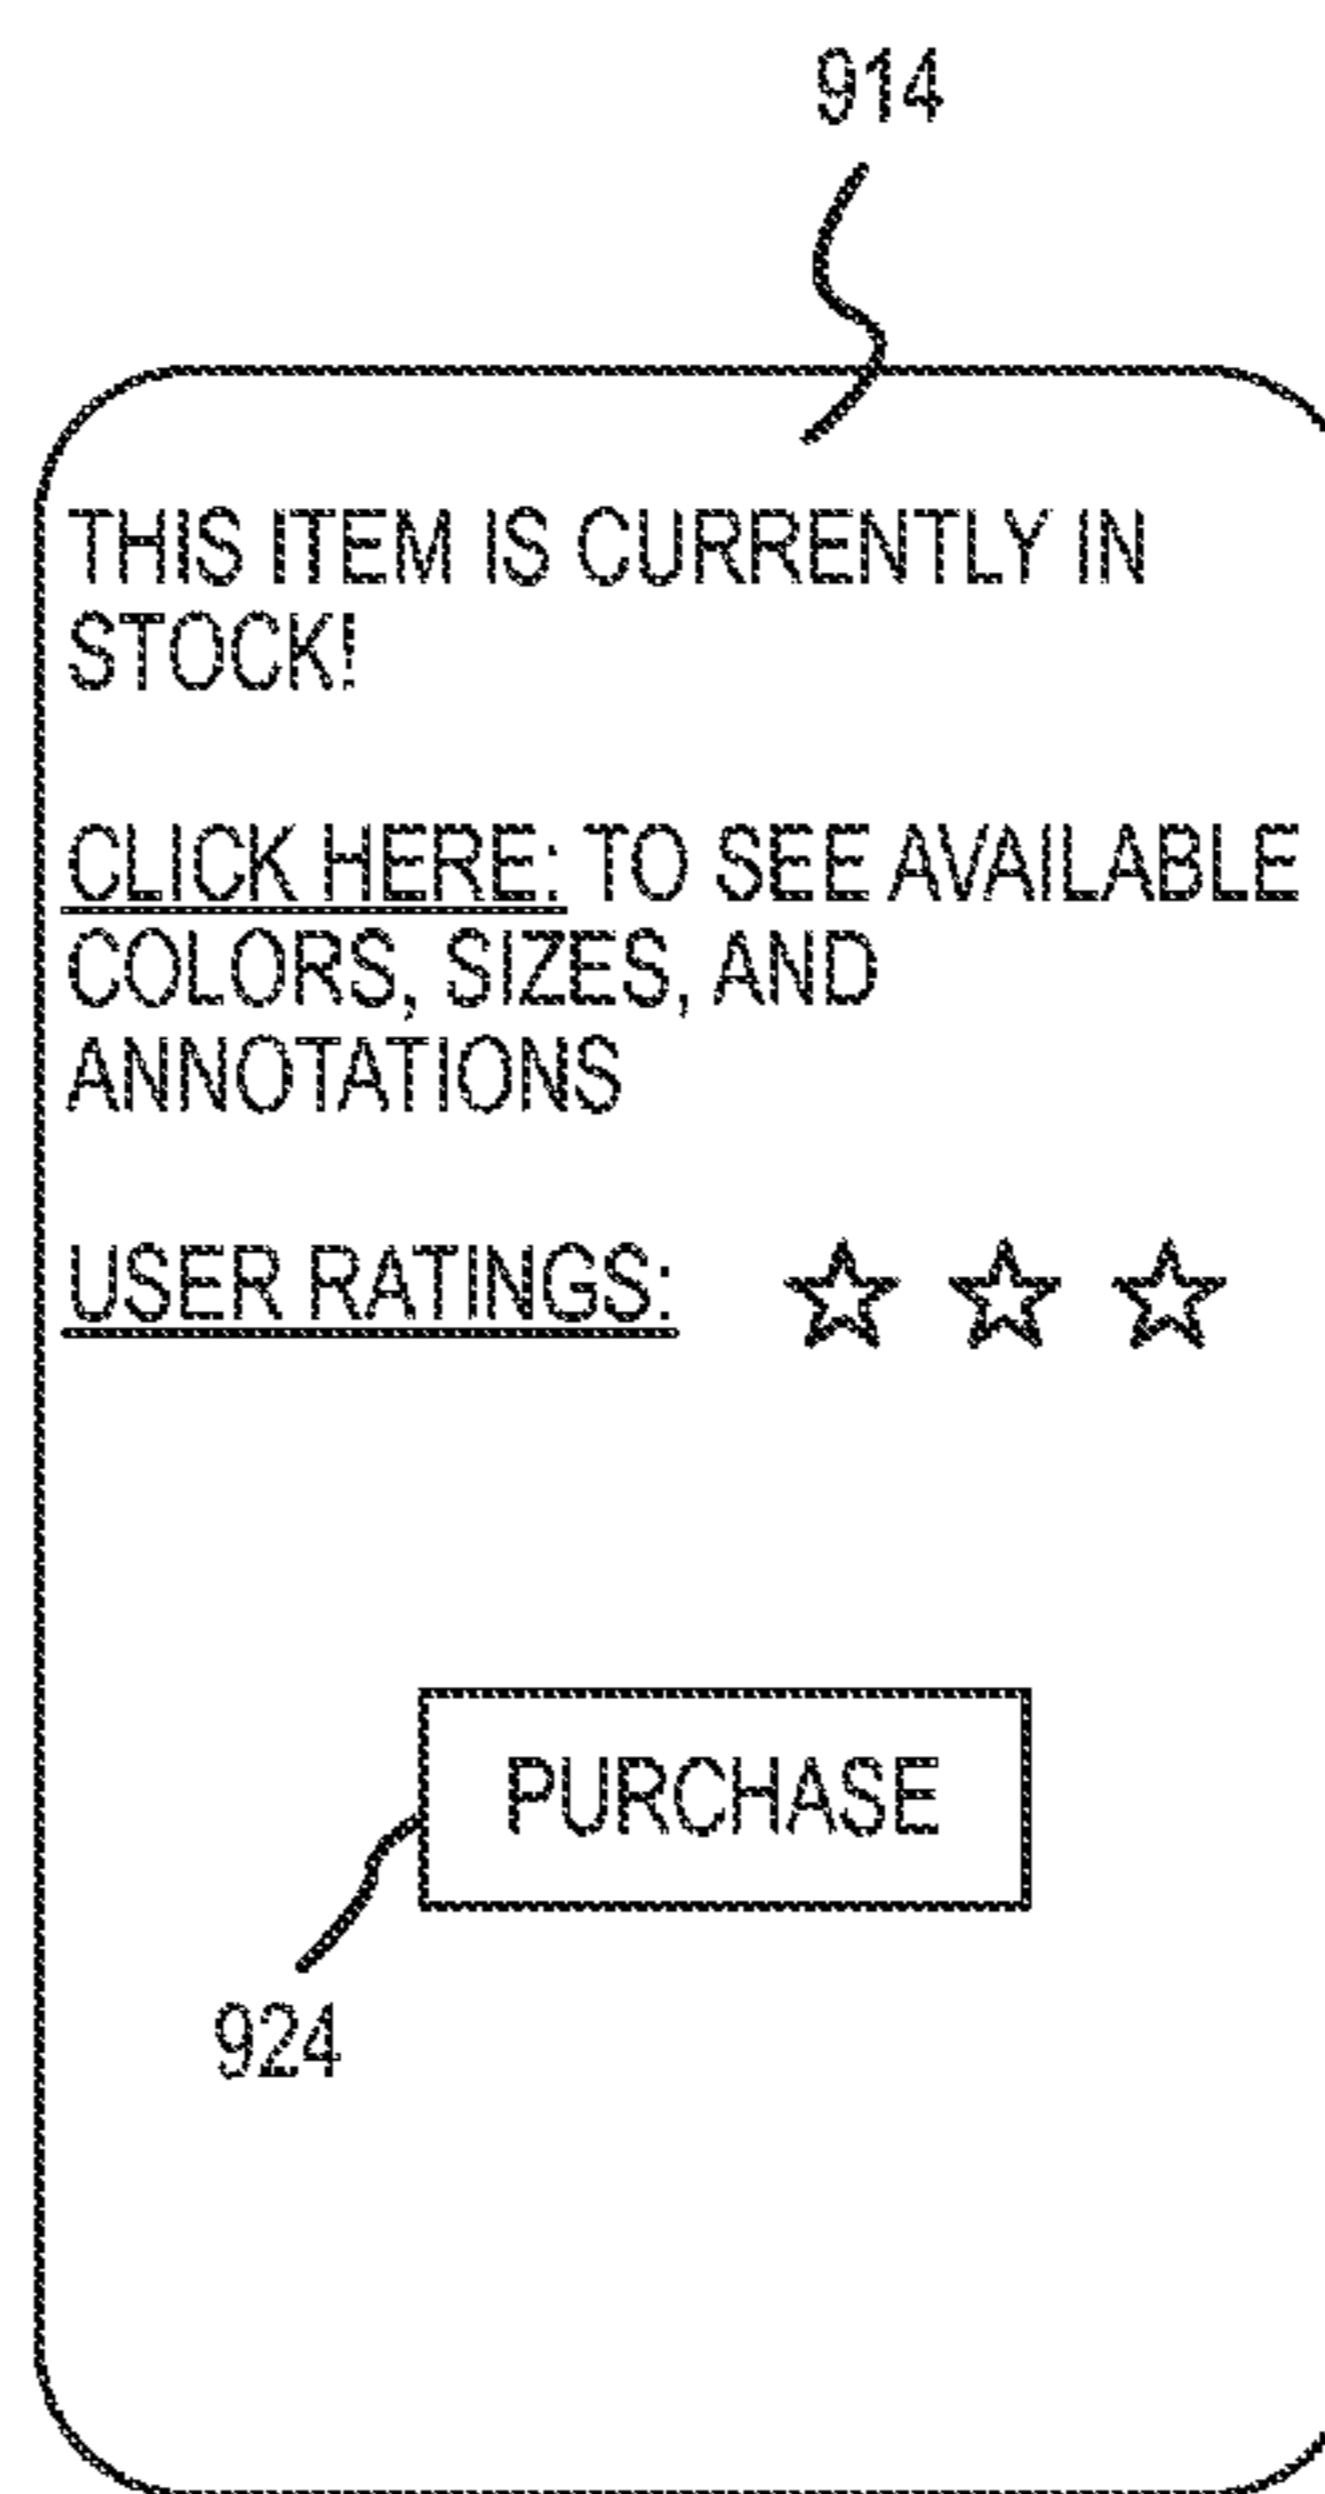 914
THIS ITEM IS CURRENTLY IN
STOCK!
CLICK HERE: TO SEE AVAILABLE
COLORS, SIZES, AND
ANNOTATIONS
USER RATINGS:
PURCHASE
924